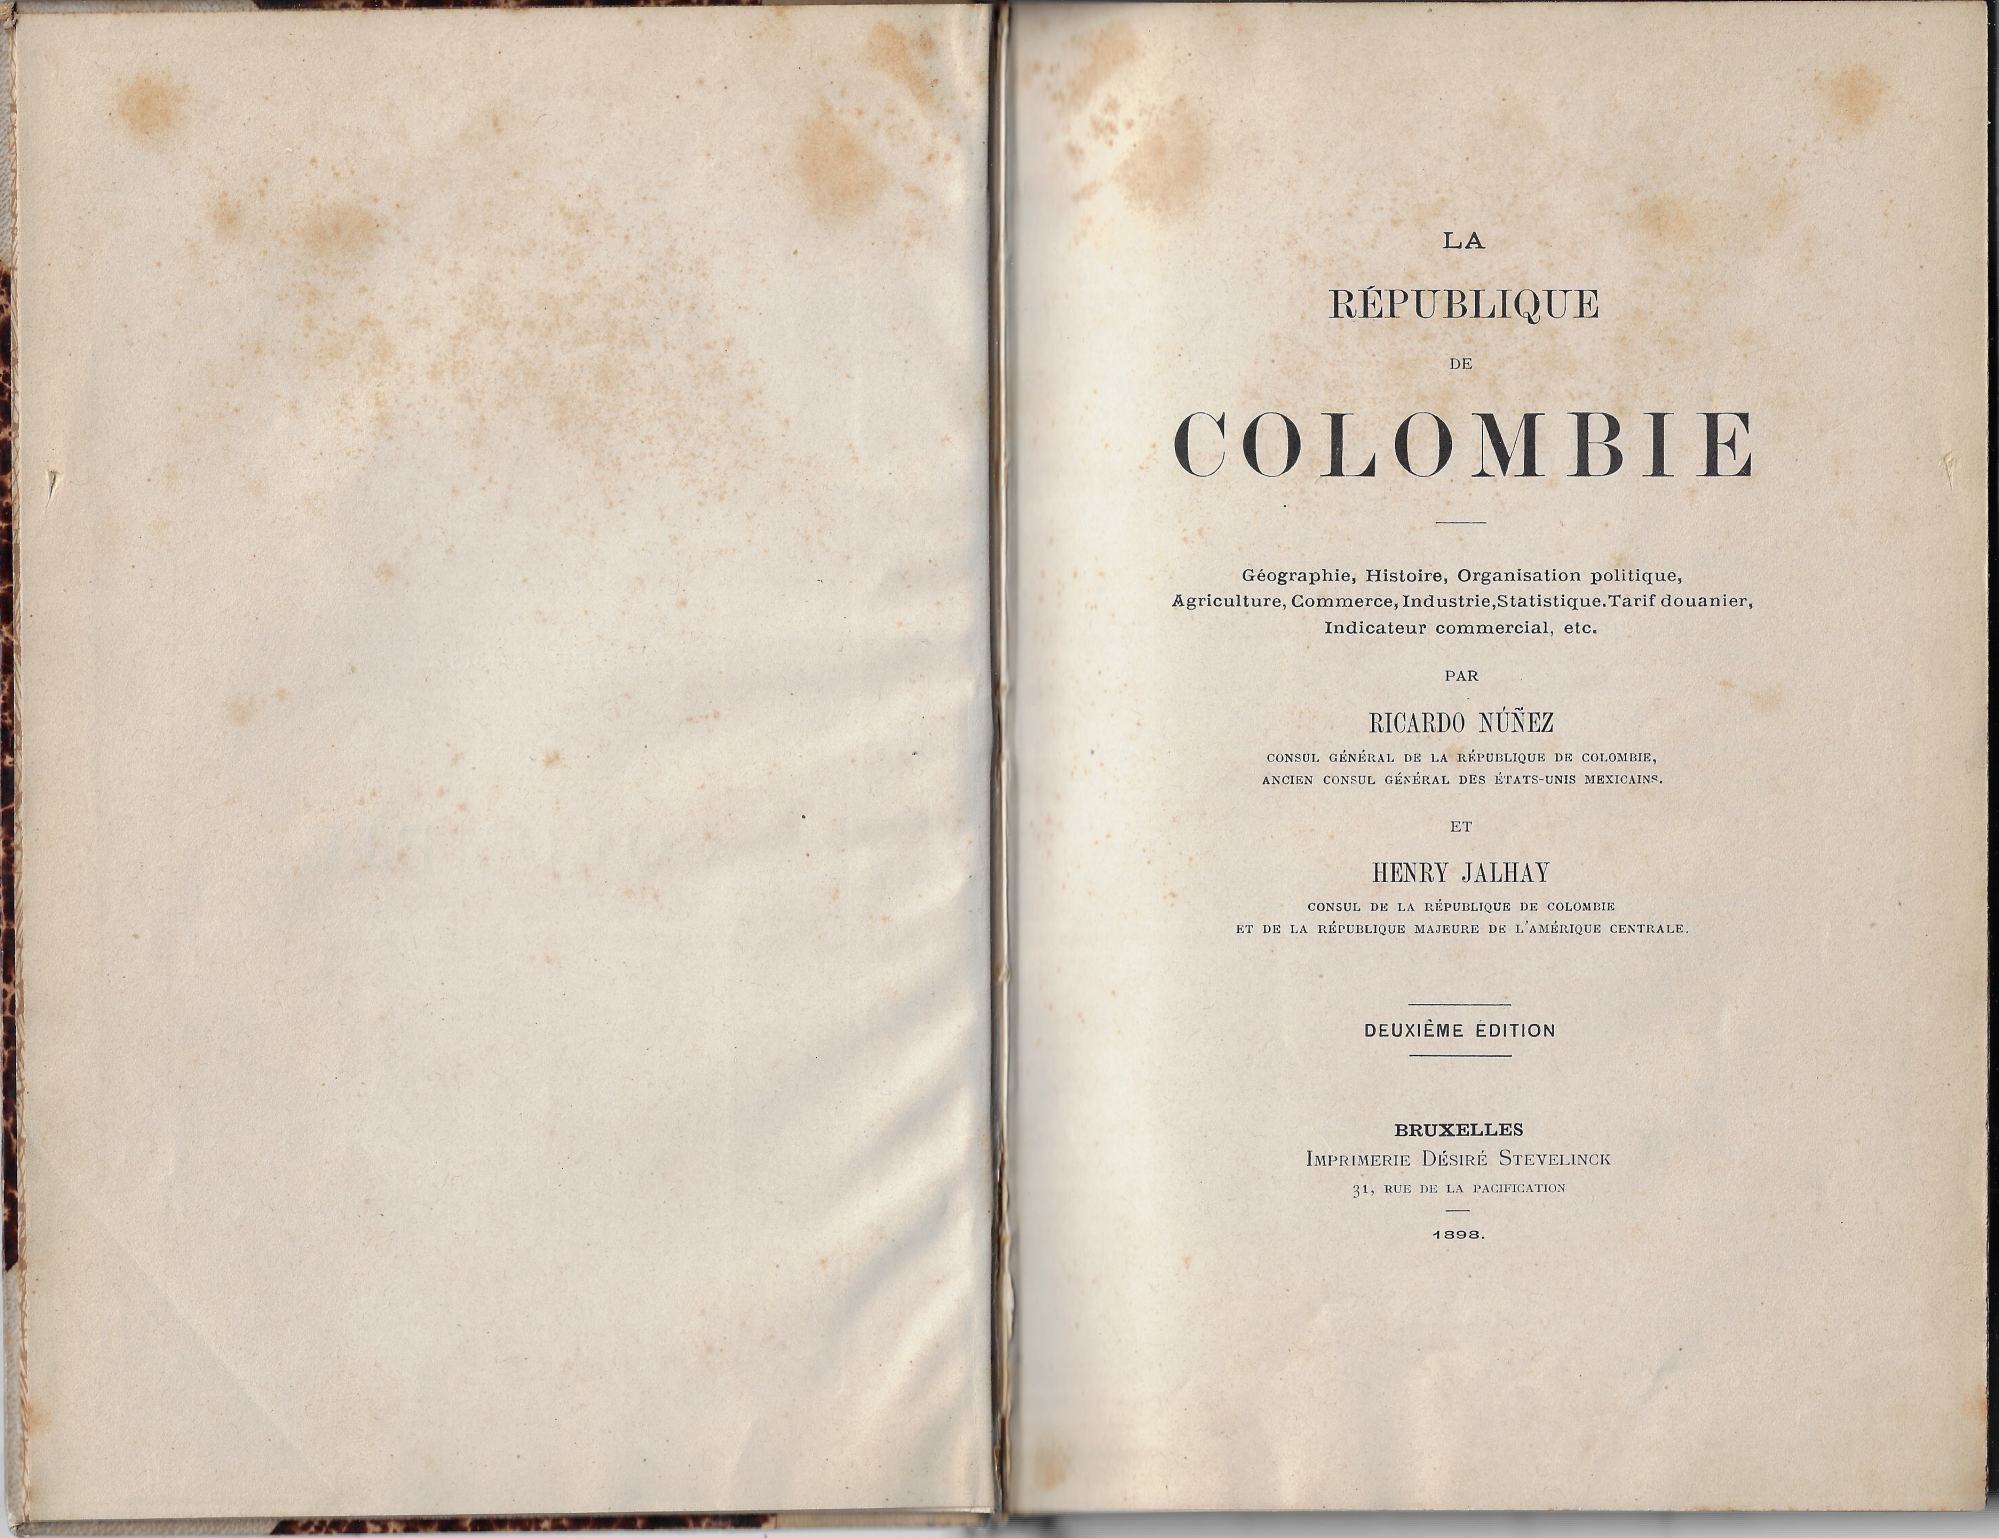 LA
RÉPUBLIQUE
DE
COLOMBIE
Géographie, Histoire, Organisation politique,
Agriculture, Commerce, Industrie, Statistique. Tarif douanier,
Indicateur commercial, etc.
PAR
RICARDO NÚÑEZ
CONSUL GÉNÉRAL DE LA RÉPUBLIQUE DE COLOMBIE,
ANCIEN CONSUL GÉNÉRAL DES ÉTATS-UNIS MEXICAINS.
ET
HENRY JALHAY
CONSUL DE LA RÉPUBLIQUE DE COLOMBIE
ET DE LA RÉPUBLIQUE MAJEURE DE L'AMÉRIQUE CENTRALE.
DEUXIÈME ÉDITION
BRUXELLES
IMPRIMERIE DÉSIRÉ STEVELINCK
31, RUE DE LA PACIFICATION
1898.